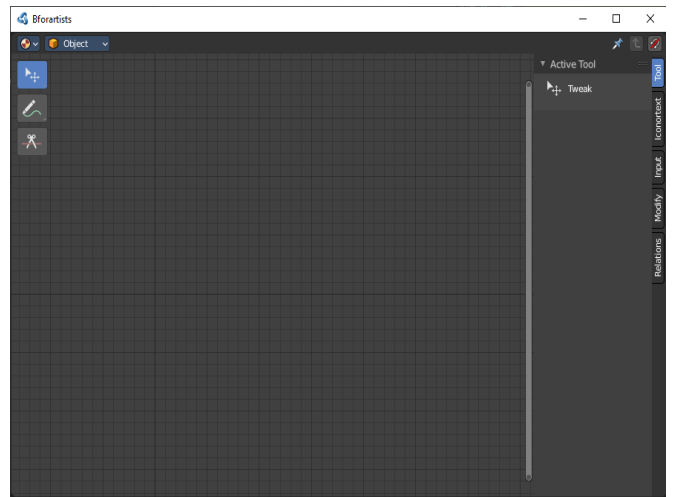 Bforartists
Object
Active Tool
Tweak
Tool
Iconortext
Input
Modify
Relations